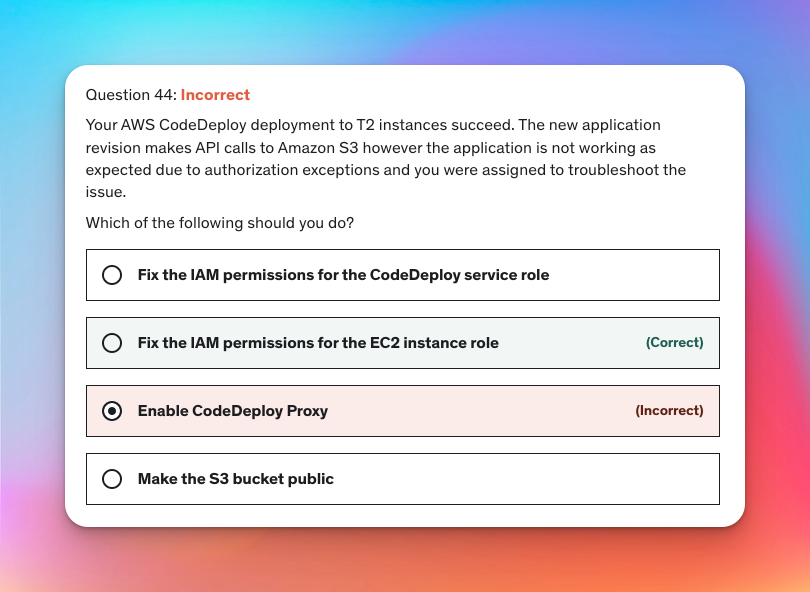 Question 44: Incorrect
Your AWS CodeDeploy deployment to T2 instances succeed. The new application
revision makes API calls to Amazon S3 however the application is not working as
expected due to authorization exceptions and you were assigned to troubleshoot the
issue.
Which of the following should you do?
Fix the IAM permissions for the CodeDeploy service role
Fix the IAM permissions for the EC2 instance role (Correct)
Enable CodeDeploy Proxy (Incorrect)
Make the S3 bucket public